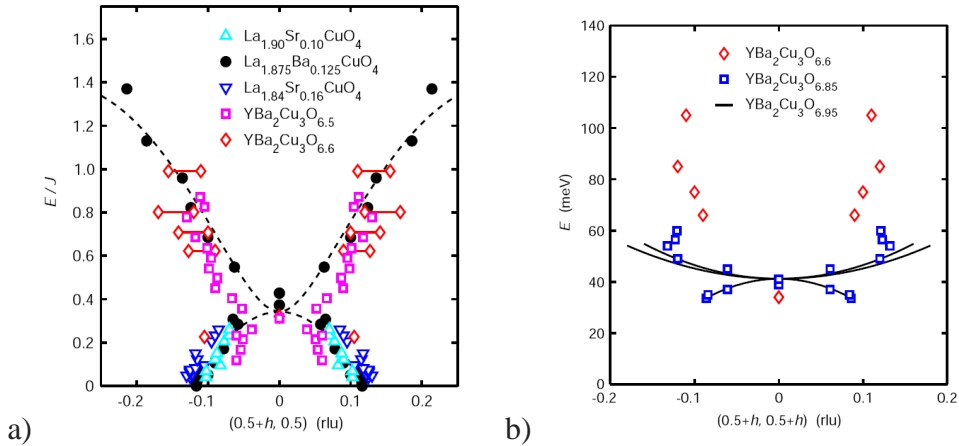 La1.90Sr0.10CuO4
La1.875Ba0.125CuO4
La1.84Sr0.16CuO4
YBa2Cu3O6.5
YBa2Cu3O6.6
E / J
1.6
1.4
1.2
1.0
0.8
0.6
0.4
0.2
0
-0.2
-0.1
0
0.1
0.2
(0.5+h, 0.5) (rlu)
a)
YBa2Cu3O6.6
YBa2Cu3O6.85
YBa2Cu3O6.95
E (meV)
140
120
100
80
60
40
20
0
-0.2
-0.1
0
0.1
0.2
(0.5+h, 0.5+h) (rlu)
b)